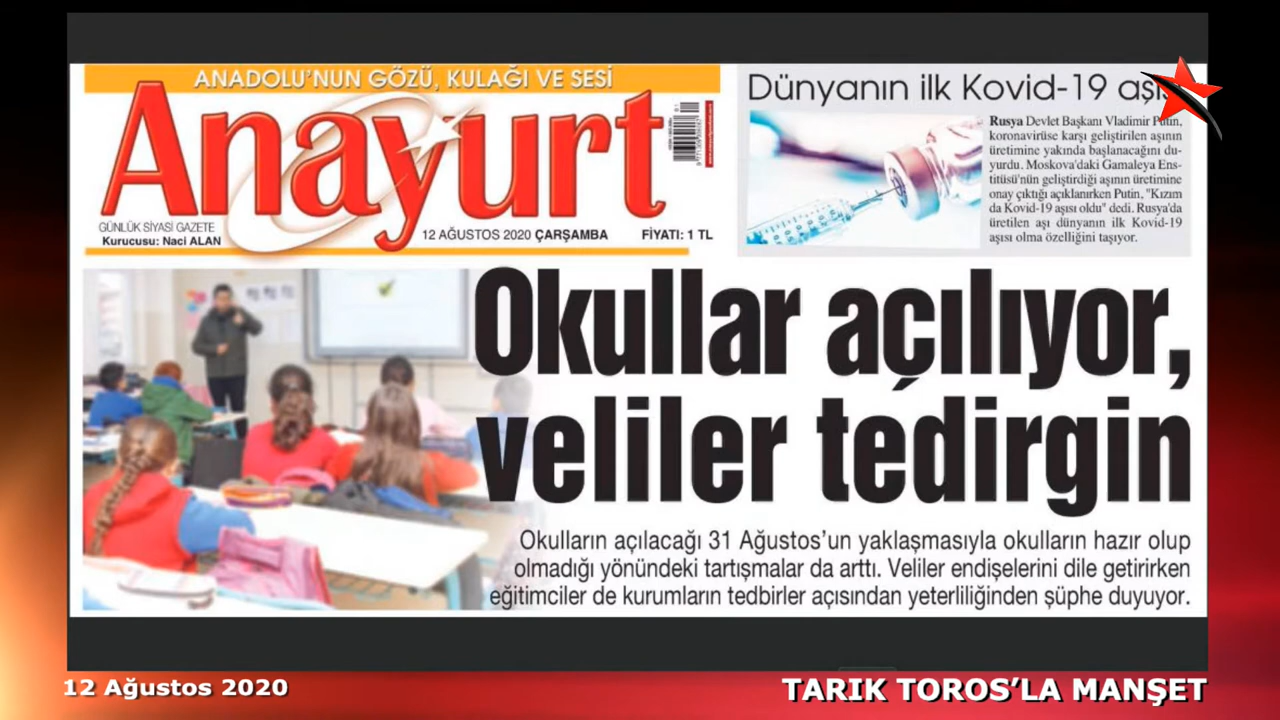 ANADOLU'NUN GÖZÜ, KULAĞI VE SESİ
Anayurt
GÜNLÜK SİYASİ GAZETE
Kurucusu: Naci ALAN
12 AĞUSTOS 2020 ÇARŞAMBA
FİYATI: 1 TL
Dünyanın ilk Kovid-19 aşısı
Rusya Devlet Başkanı Vladimir Putin,
koronavirüse karşı geliştirilen aşının
üretimine yakında başlanacağını du-
yurdu. Moskova'daki Gamaleya Ens-
titüsü'nün geliştirdiği aşının üretimine
onay çıktığı açıklanırken Putin, "Kızım
da Kovid-19 aşısı oldu" dedi. Rusya'da
üretilen aşı dünyanın ilk Kovid-19
aşısı olma özelliğini taşıyor.
Okullar açılıyor,
veliler tedirgin
Okulların açılacağı 31 Ağustos'un yaklaşmasıyla okulların hazır olup
olmadığı yönündeki tartışmalar da arttı. Veliler endişelerini dile getirirken
eğitimciler de kurumların tedbirler açısından yeterliliğinden şüphe duyuyor.
12 Ağustos 2020
TARIK TOROS'LA MANŞET